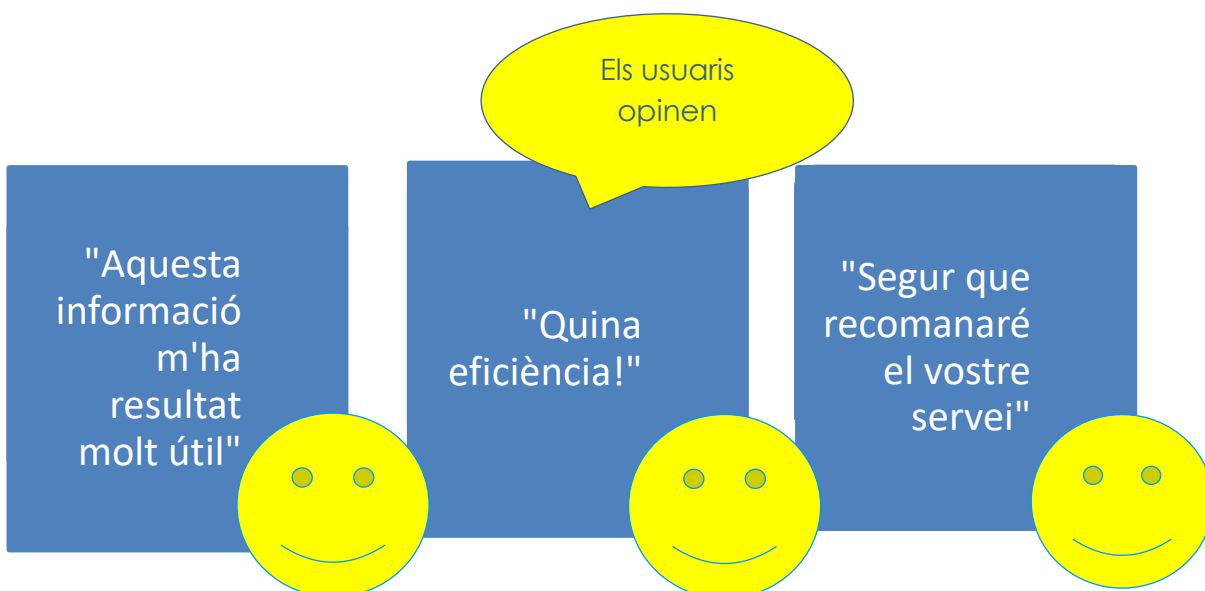 Els usuaris
opinen
"Aquesta
informació
m'ha
resultat
molt útil"
"Quina
eficiència!"
"Segur que
recomanaré
el vostre
servei"